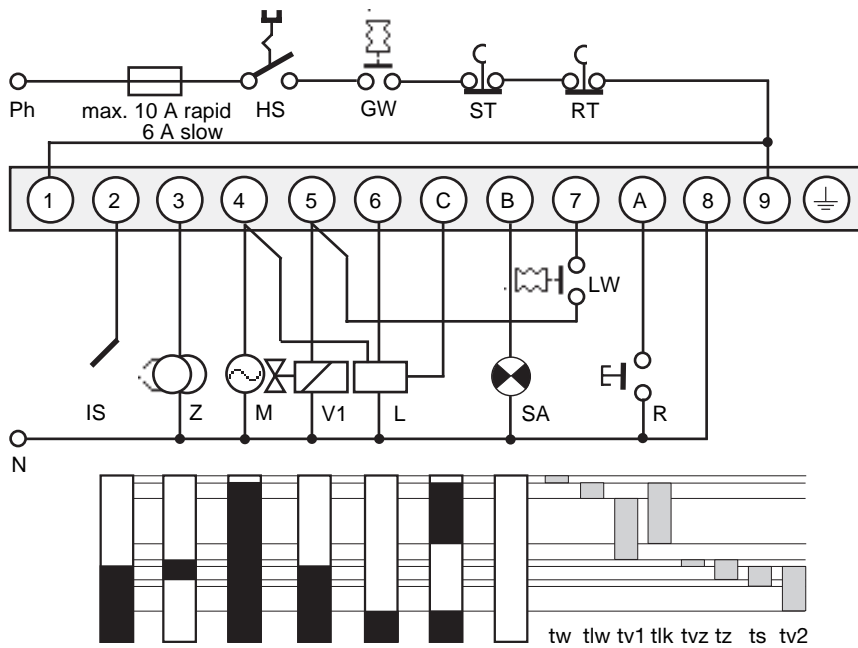 Ph
max. 10 A rapid
6 A slow
HS
GW
ST
RT
1 2 3 4 5 6 C B 7 A 8 9
LW
IS
Z
M
V1
L
SA
R
N
tw tlw tv1 tlk tvz tz ts tv2